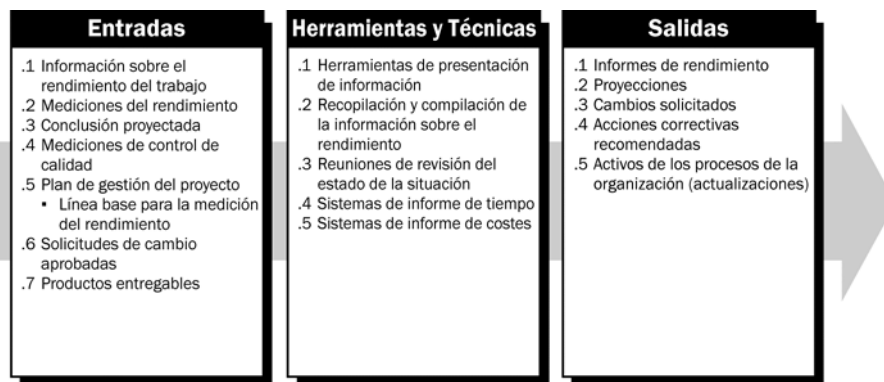 Entradas
.1 Información sobre el
rendimiento del trabajo
.2 Mediciones del rendimiento
.3 Conclusión proyectada
.4 Mediciones de control de
calidad
.5 Plan de gestión del proyecto
▪ Línea base para la medición
del rendimiento
.6 Solicitudes de cambio
aprobadas
.7 Productos entregables
Herramientas y Técnicas
.1 Herramientas de presentación
de información
.2 Recopilación y compilación de
la información sobre el
rendimiento
.3 Reuniones de revisión del
estado de la situación
.4 Sistemas de informe de tiempo
.5 Sistemas de informe de costes
Salidas
.1 Informes de rendimiento
.2 Proyecciones
.3 Cambios solicitados
.4 Acciones correctivas
recomendadas
.5 Activos de los procesos de la
organización (actualizaciones)